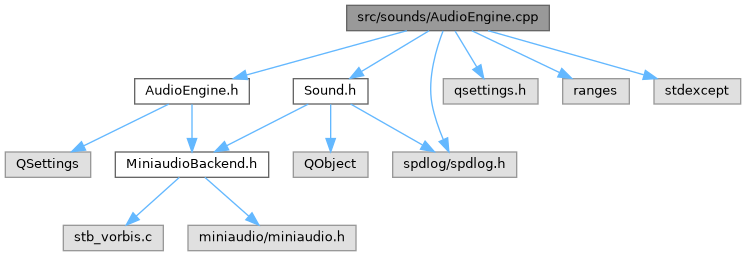 src/sounds/AudioEngine.cpp
AudioEngine.h
Sound.h
qsettings.h
ranges
stdexcept
QSettings
MiniaudioBackend.h
QObject
spdlog/spdlog.h
stb_vorbis.c
miniaudio/miniaudio.h